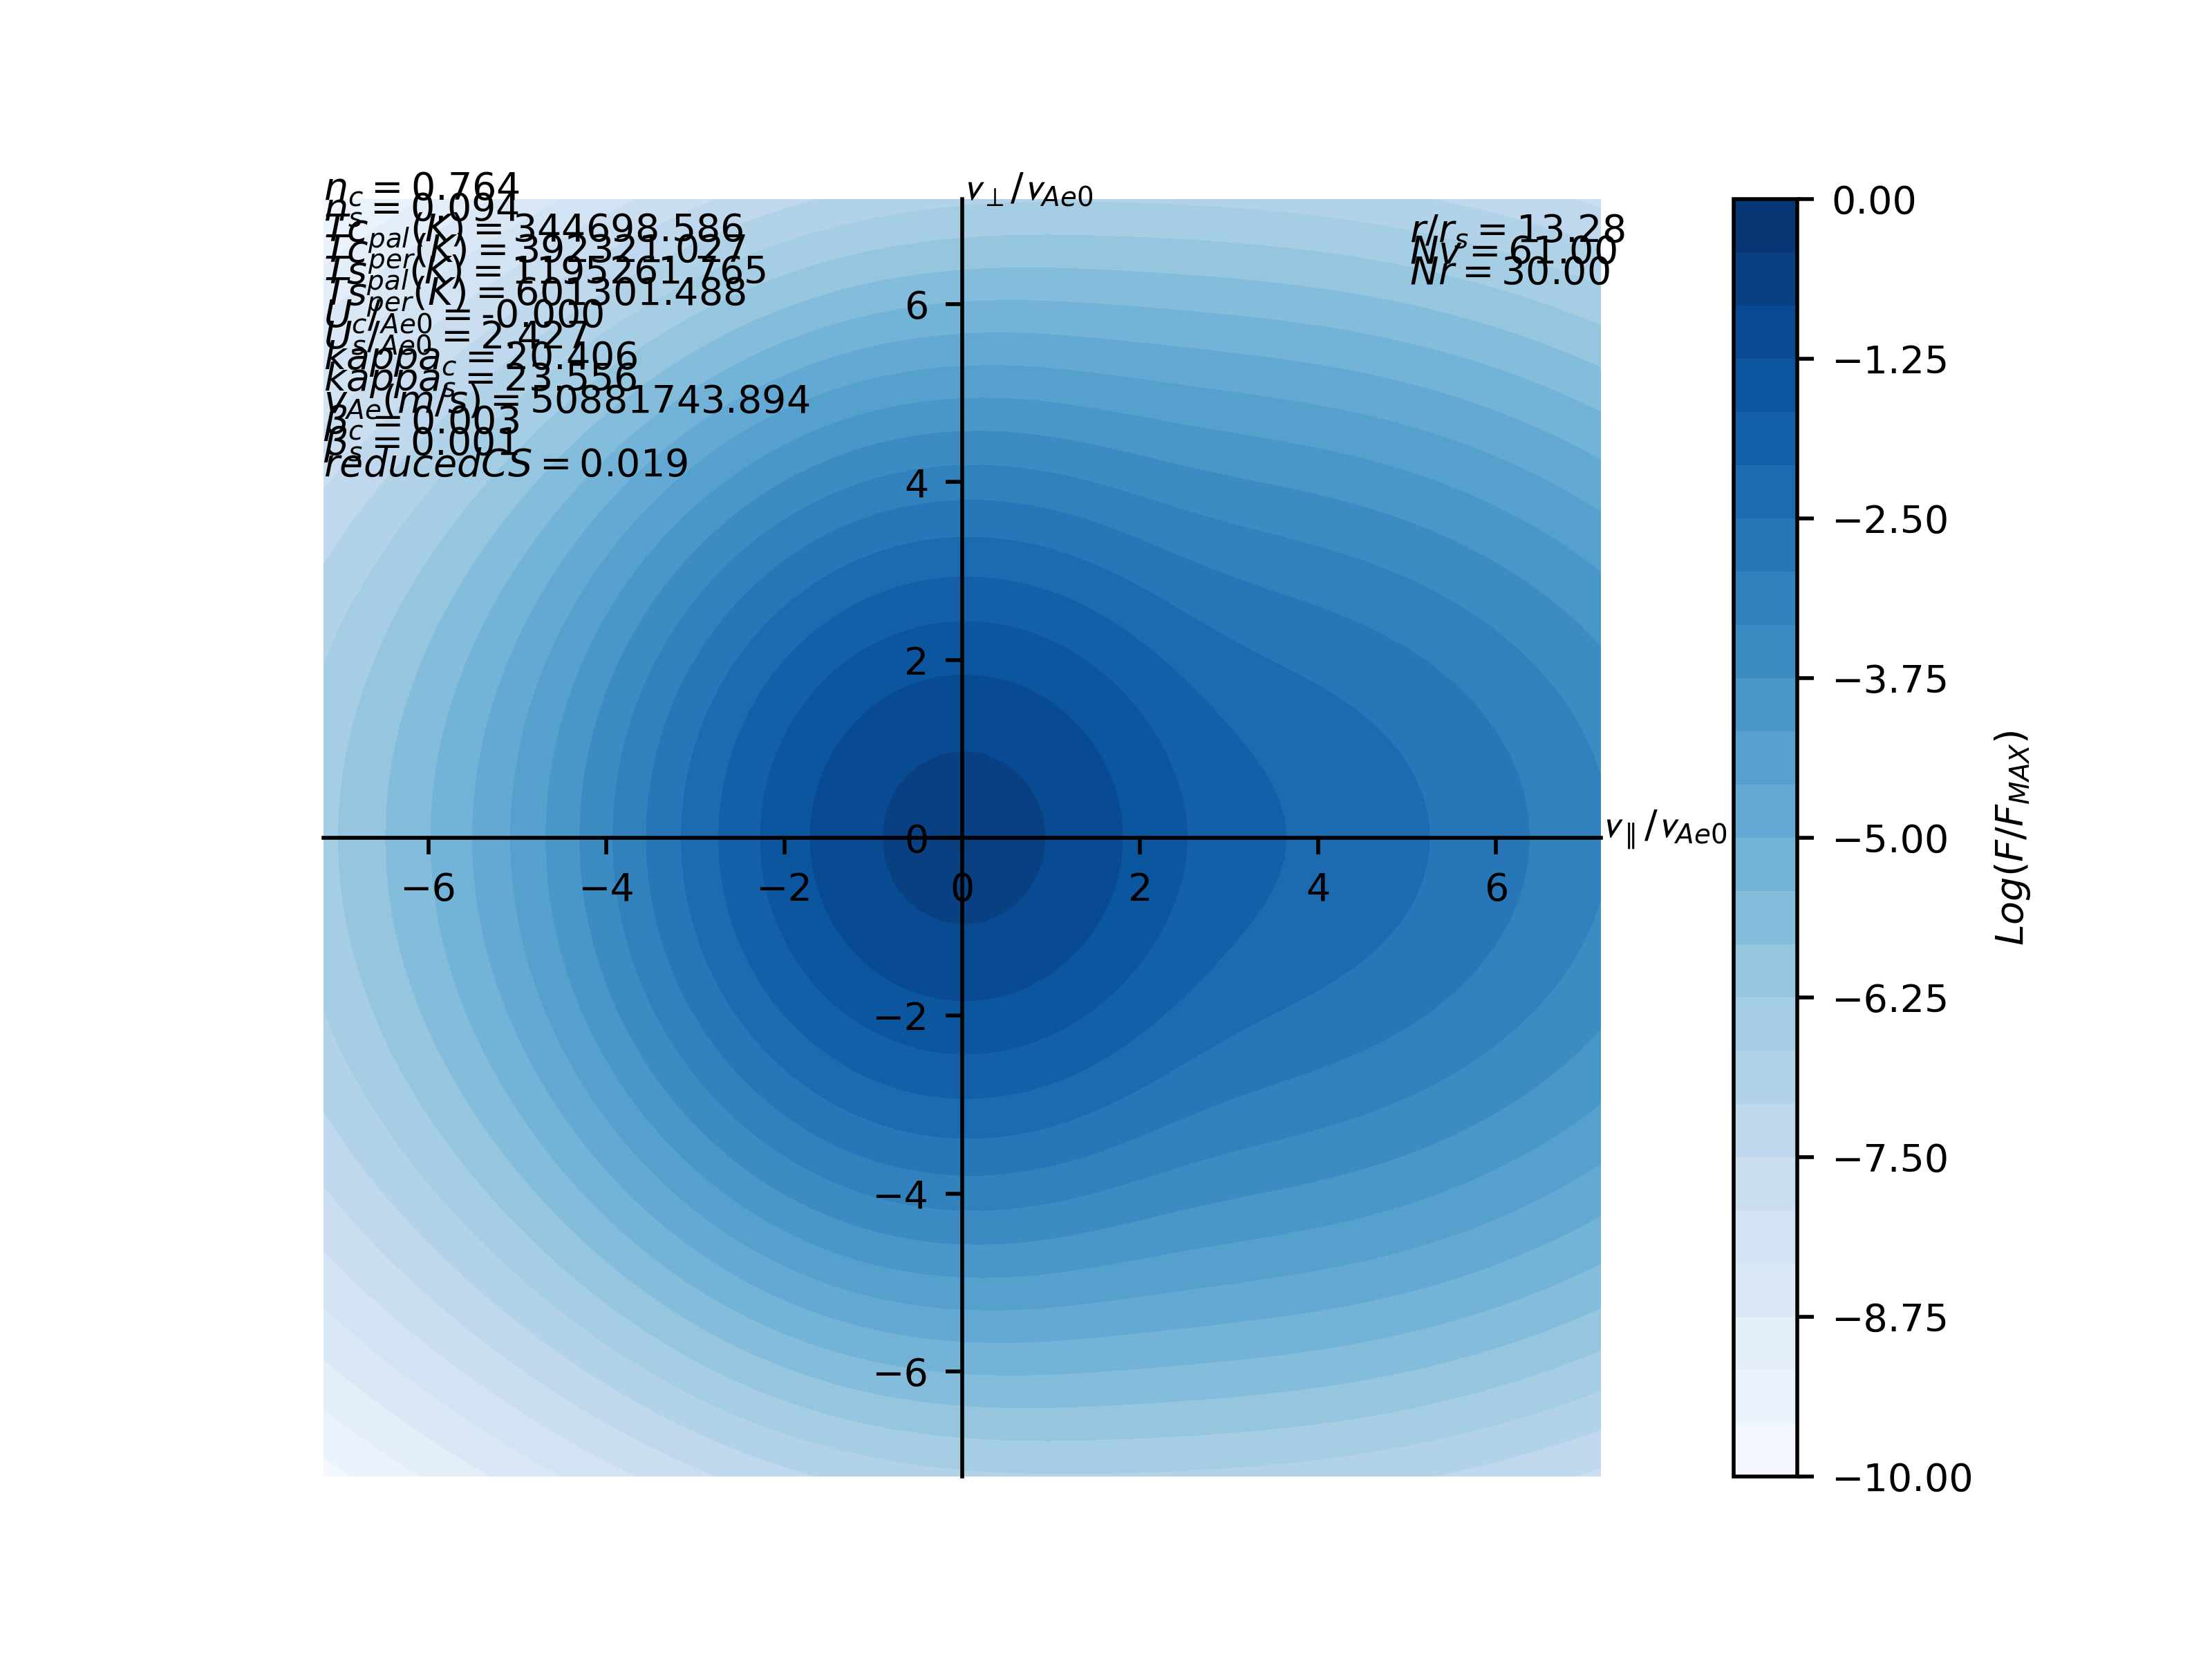 n_c = 0.764
n_s = 0.094
Tc_pal(K) = 344698.586
Tc_per(K) = 392321.027
Ts_pal(K) = 1195261.765
Ts_per(K) = 601301.488
U_c/Ae0 = -0.000
U_s/Ae0 = 2.427
kappa_c = 20.406
kappa_s = 23.556
v_Ae(m/s) = 50881743.894
β_c = 0.003
β_s = 0.001
reducedCS = 0.019
v_⊥/v_Ae0
r/r_s = 13.28
Nv = 61.00
Nr = 30.00
6
4
2
0
−2
−4
−6
−6 −4 −2 0 2 4 6
v_∥/v_Ae0
0.00
−1.25
−2.50
−3.75
−5.00
−6.25
−7.50
−8.75
−10.00
Log(F/F_MAX)